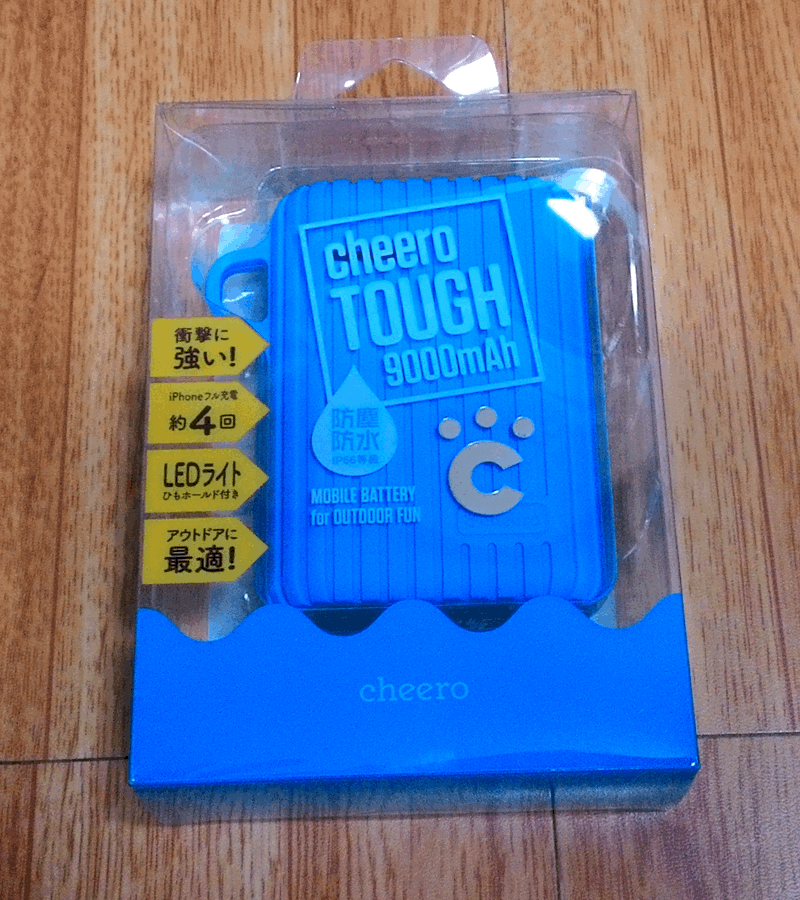 cheero
TOUGH
9000mAh
衝撃に
強い!
iPhoneフル充電
約4回
LEDライト
ひもホールド付き
アウトドアに
最適!
防塵
防水
IP66等級
MOBILE BATTERY
for OUTDOOR FUN
c
cheero